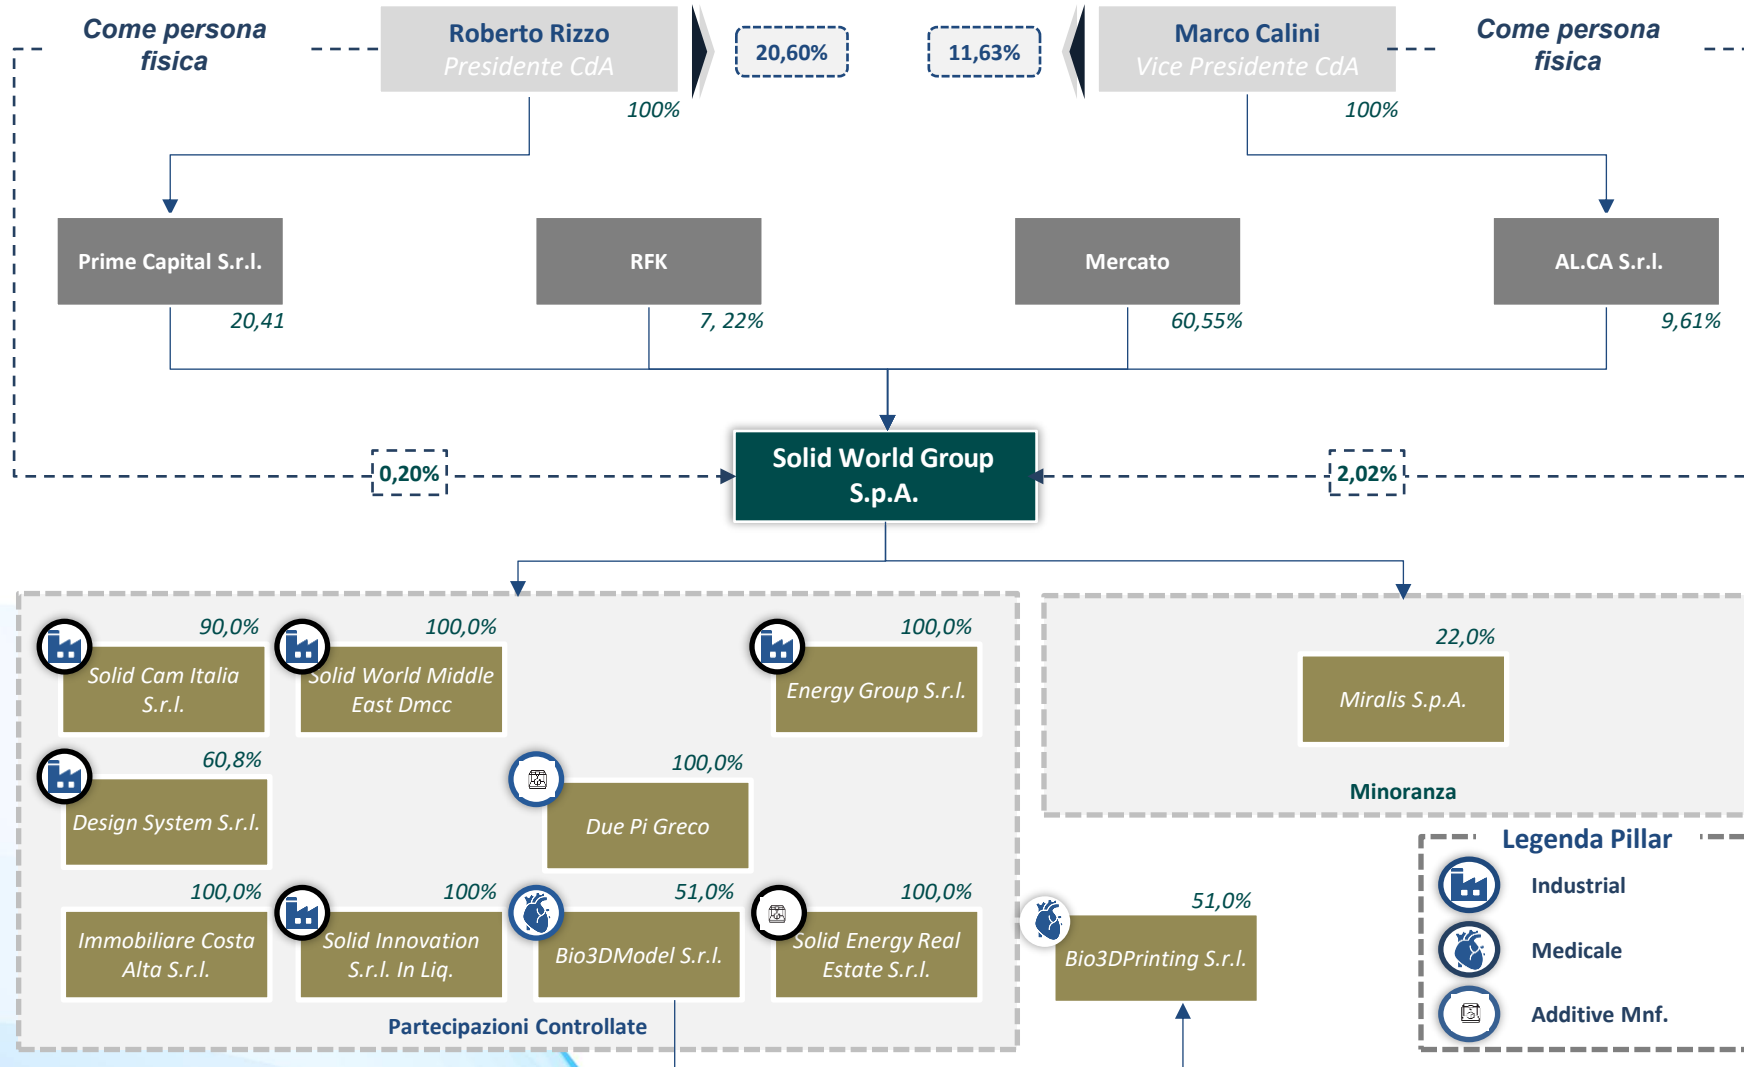 Come persona
fisica
Roberto Rizzo
Presidente CdA
20,60%
11,63%
Marco Calini
Vice Presidente CdA
Come persona
fisica
100%
100%
Prime Capital S.r.l.
RFK
Mercato
AL.CA S.r.l.
20,41
7, 22%
60,55%
9,61%
0,20%
Solid World Group
S.p.A.
2,02%
90,0%
Solid Cam Italia
S.r.l.
100,0%
Solid World Middle
East Dmcc
100,0%
Energy Group S.r.l.
22,0%
Miralis S.p.A.
Minoranza
60,8%
Design System S.r.l.
100,0%
Due Pi Greco
100,0%
Immobiliare Costa
Alta S.r.l.
100%
Solid Innovation
S.r.l. In Liq.
51,0%
Bio3DModel S.r.l.
100,0%
Solid Energy Real
Estate S.r.l.
51,0%
Bio3DPrinting S.r.l.
Partecipazioni Controllate
Legenda Pillar
Industrial
Medicale
Additive Mnf.